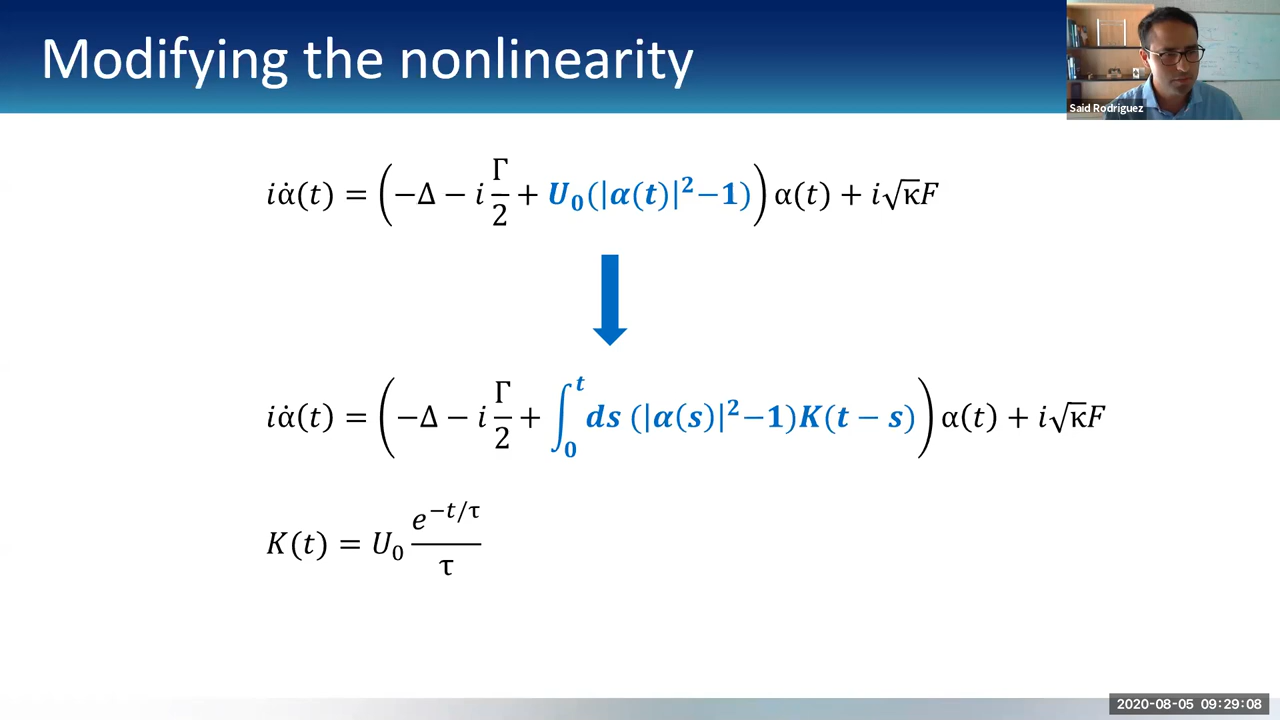 Modifying the nonlinearity
Said Rodriguez
iα̇(t) = (−Δ − i Γ/2 + U₀(|α(t)|²−1)) α(t) + i√κF
iα̇(t) = (−Δ − i Γ/2 + ∫₀ᵗ ds (|α(s)|²−1)K(t − s)) α(t) + i√κF
K(t) = U₀ e^(−t/τ)/τ
2020-08-05 09:29:08